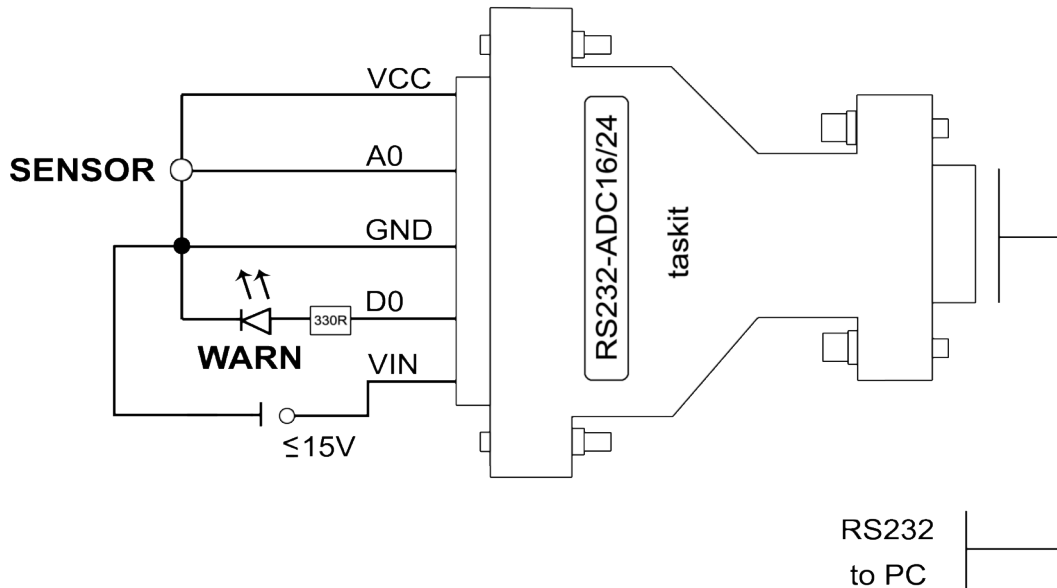 VCC
SENSOR
A0
GND
D0
330R
WARN
VIN
≤15V
RS232-ADC16/24
taskit
RS232
to PC